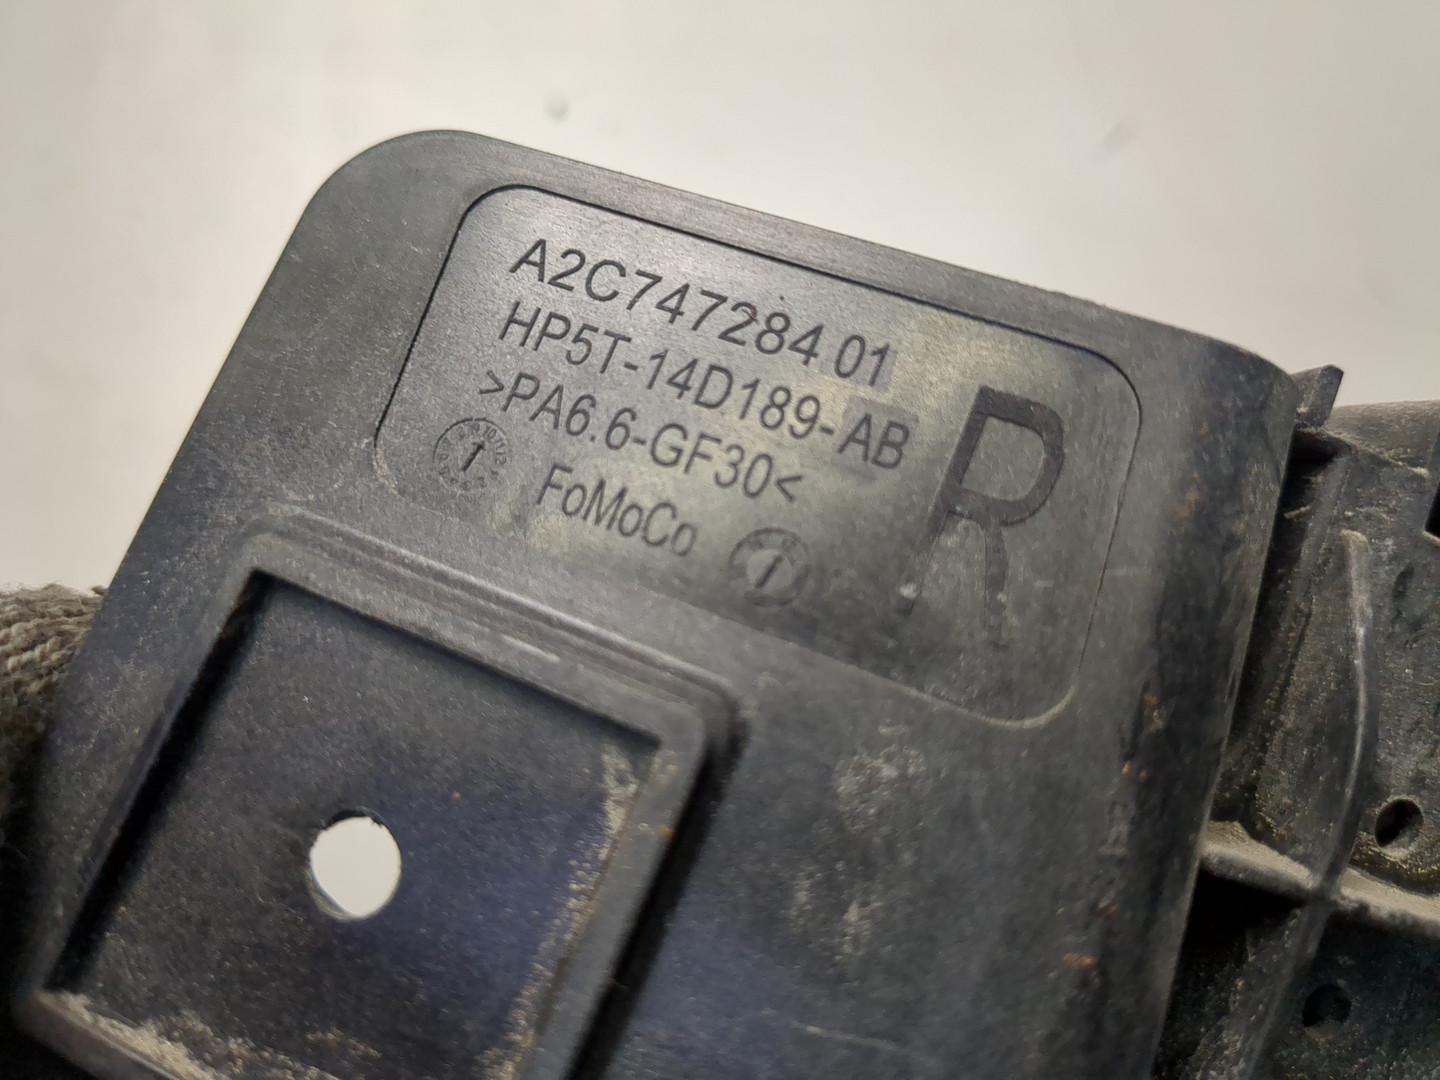 A2C747284 01
HP5T-14D189-AB
>PA6.6-GF30<
FoMoCo
R